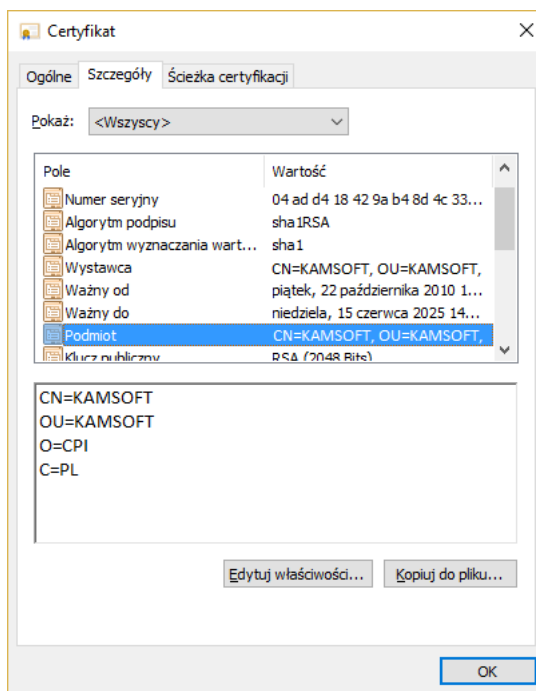 Certyfikat
Ogólne Szczegóły Ścieżka certyfikacji
Pokaż: <Wszyscy>
Pole Wartość
Numer seryjny 04 ad d4 18 42 9a b4 8d 4c 33...
Algorytm podpisu sha1RSA
Algorytm wyznaczania wart... sha1
Wystawca CN=KAMSOFT, OU=KAMSOFT,
Ważny od piątek, 22 października 2010 1...
Ważny do niedziela, 15 czerwca 2025 14...
Podmiot CN=KAMSOFT, OU=KAMSOFT,
Klucz publiczny RSA (2048 Bits)
CN=KAMSOFT
OU=KAMSOFT
O=CPI
C=PL
Edytuj właściwości... Kopiuj do pliku...
OK